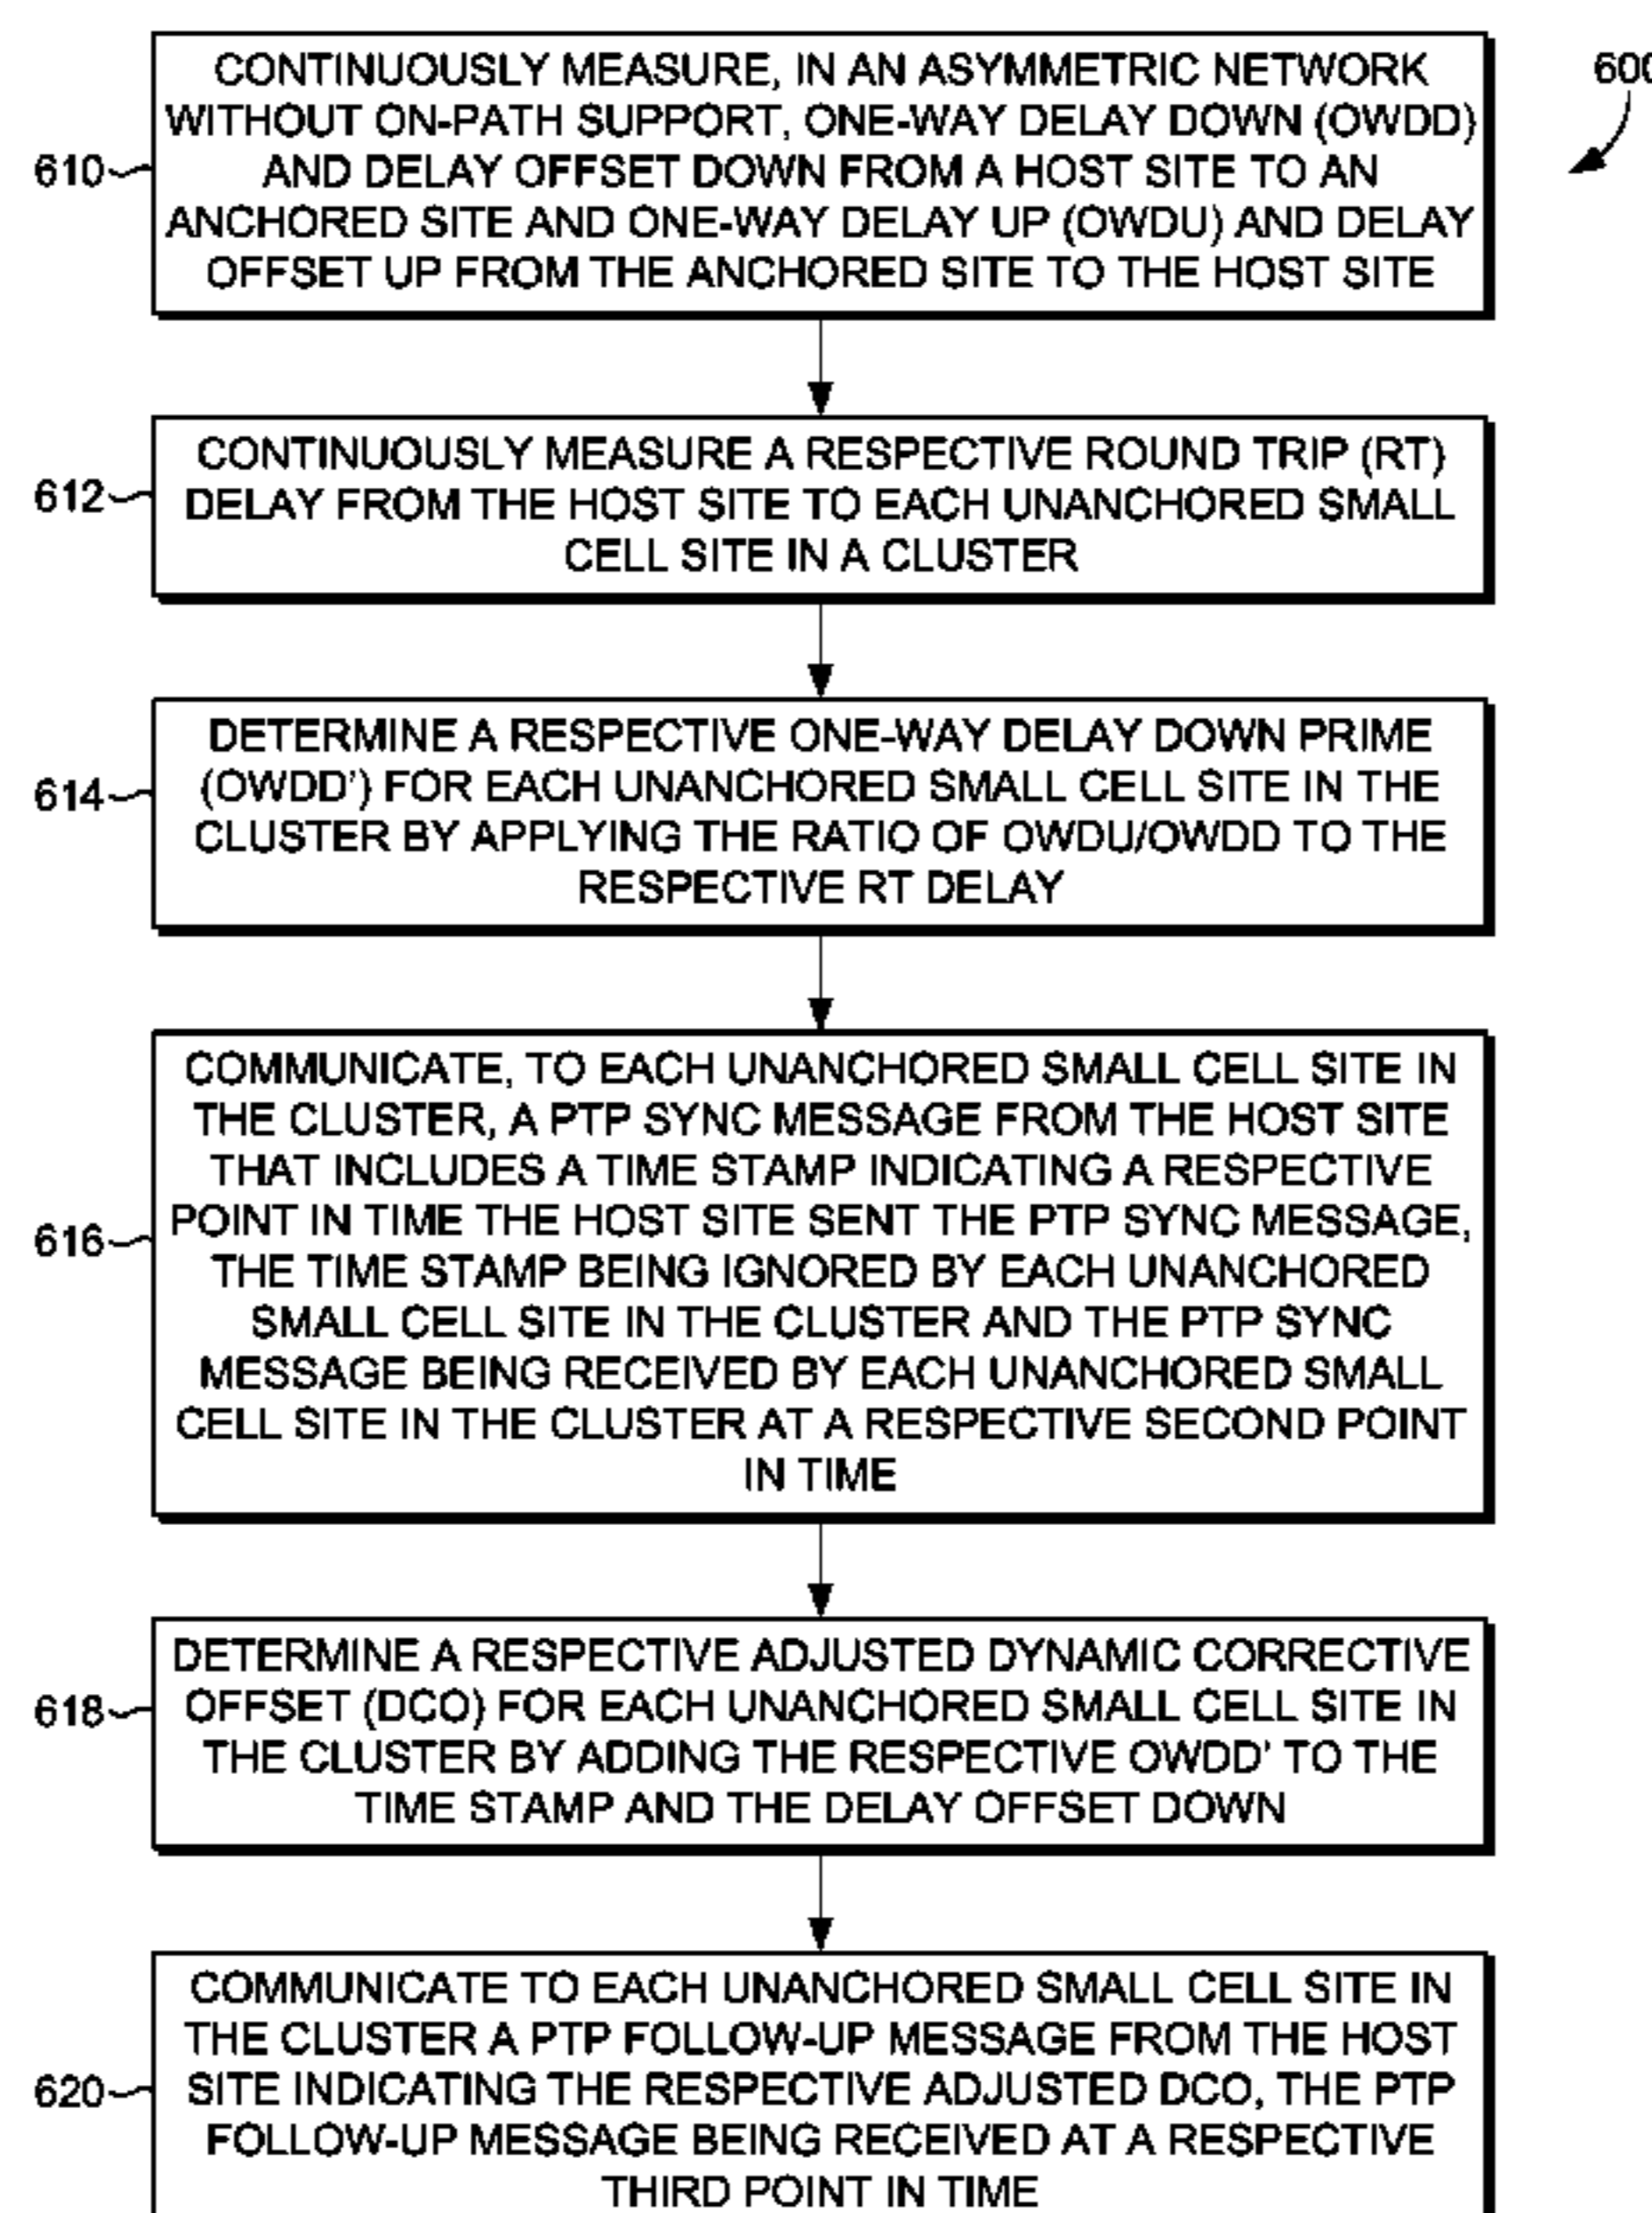 600
CONTINUOUSLY MEASURE, IN AN ASYMMETRIC NETWORK
WITHOUT ON-PATH SUPPORT, ONE-WAY DELAY DOWN (OWDD)
610
AND DELAY OFFSET DOWN FROM A HOST SITE TO AN
ANCHORED SITE AND ONE-WAY DELAY UP (OWDU) AND DELAY
OFFSET UP FROM THE ANCHORED SITE TO THE HOST SITE
CONTINUOUSLY MEASURE A RESPECTIVE ROUND TRIP (RT)
612
DELAY FROM THE HOST SITE TO EACH UNANCHORED SMALL
CELL SITE IN A CLUSTER
DETERMINE A RESPECTIVE ONE-WAY DELAY DOWN PRIME
614
(OWDD') FOR EACH UNANCHORED SMALL CELL SITE IN THE
CLUSTER BY APPLYING THE RATIO OF OWDU/OWDD TO THE
RESPECTIVE RT DELAY
COMMUNICATE, TO EACH UNANCHORED SMALL CELL SITE IN
THE CLUSTER, A PTP SYNC MESSAGE FROM THE HOST SITE
THAT INCLUDES A TIME STAMP INDICATING A RESPECTIVE
POINT IN TIME THE HOST SITE SENT THE PTP SYNC MESSAGE,
616
THE TIME STAMP BEING IGNORED BY EACH UNANCHORED
SMALL CELL SITE IN THE CLUSTER AND THE PTP SYNC
MESSAGE BEING RECEIVED BY EACH UNANCHORED SMALL
CELL SITE IN THE CLUSTER AT A RESPECTIVE SECOND POINT
IN TIME
DETERMINE A RESPECTIVE ADJUSTED DYNAMIC CORRECTIVE
618
OFFSET (DCO) FOR EACH UNANCHORED SMALL CELL SITE IN
THE CLUSTER BY ADDING THE RESPECTIVE OWDD' TO THE
TIME STAMP AND THE DELAY OFFSET DOWN
COMMUNICATE TO EACH UNANCHORED SMALL CELL SITE IN
THE CLUSTER A PTP FOLLOW-UP MESSAGE FROM THE HOST
620
SITE INDICATING THE RESPECTIVE ADJUSTED DCO, THE PTP
FOLLOW-UP MESSAGE BEING RECEIVED AT A RESPECTIVE
THIRD POINT IN TIME